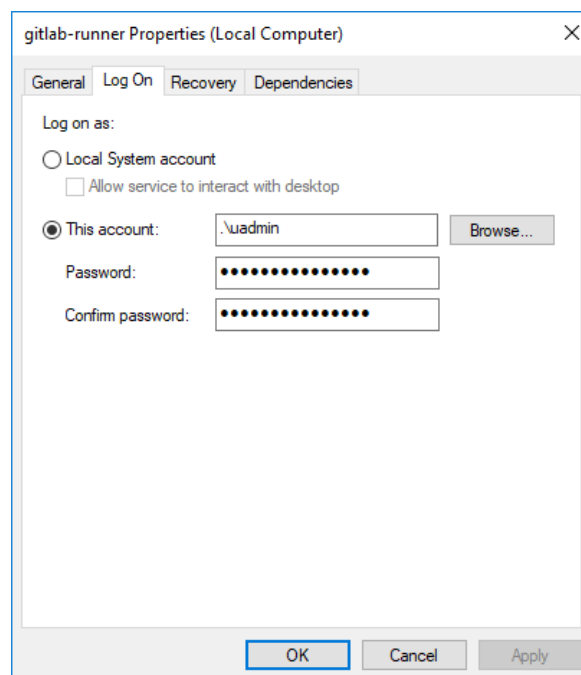 gitlab-runner Properties (Local Computer)
General Log On Recovery Dependencies
Log on as:
Local System account
Allow service to interact with desktop
This account: .\uadmin Browse...
Password: ●●●●●●●●●●●●●●●
Confirm password: ●●●●●●●●●●●●●●●
OK Cancel Apply